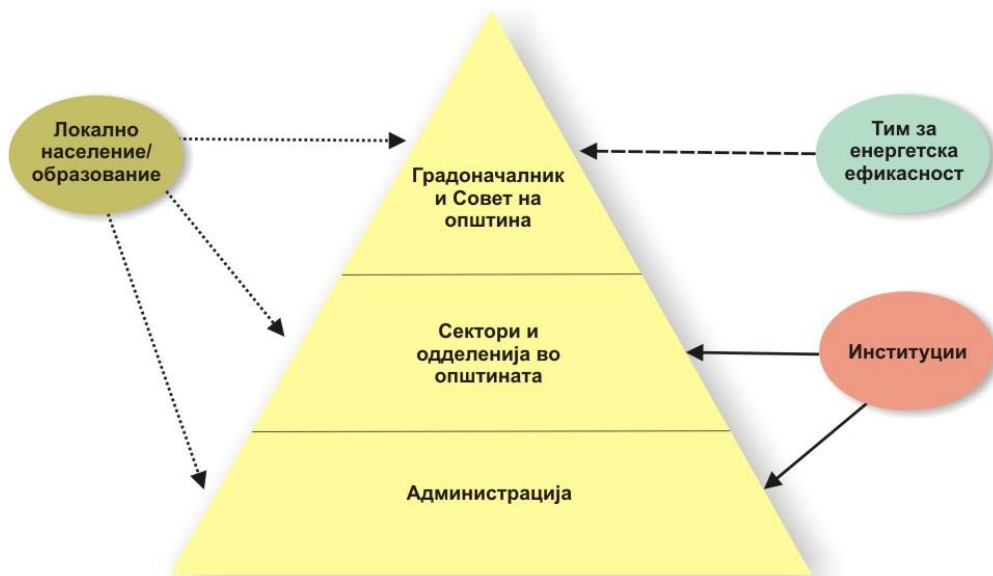 Локално
население/
образование
Тим за
енергетска
ефикасност
Градоначалник
и Совет на
општина
Сектори и
одделенија во
општината
Институции
Администрација